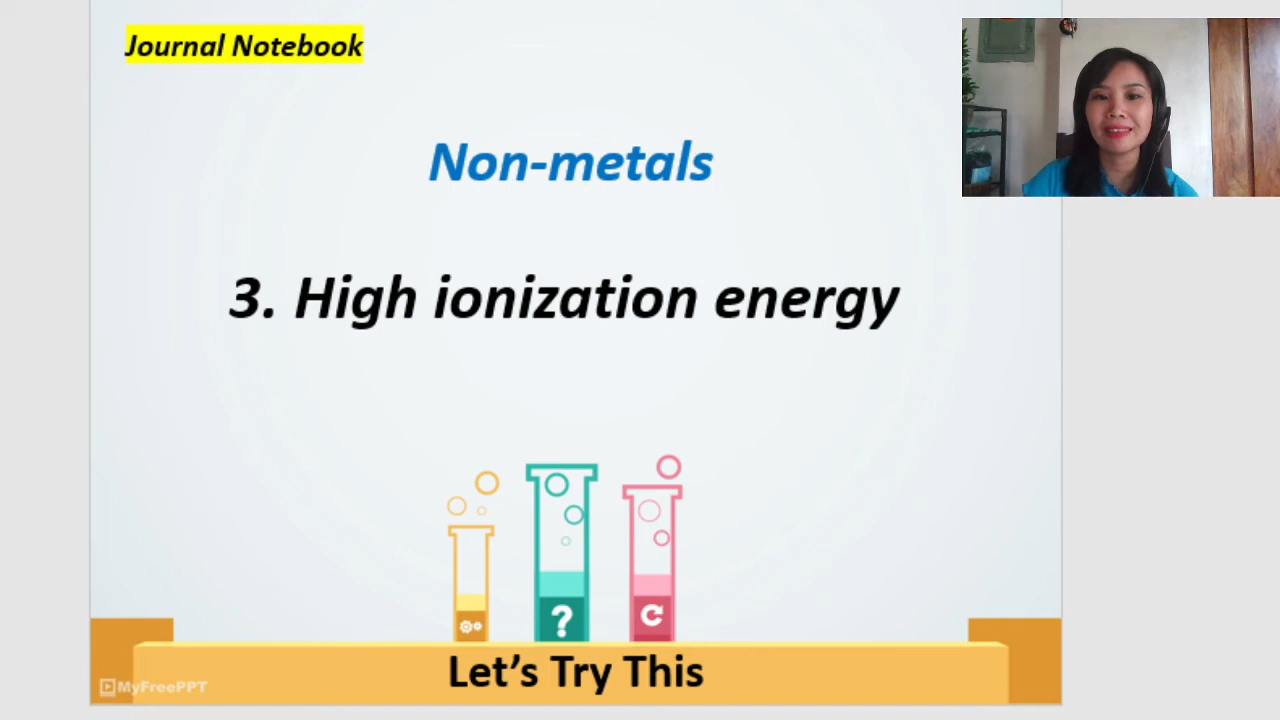 Journal Notebook
Non-metals
3. High ionization energy
?
Let's Try This
MyFreePPT